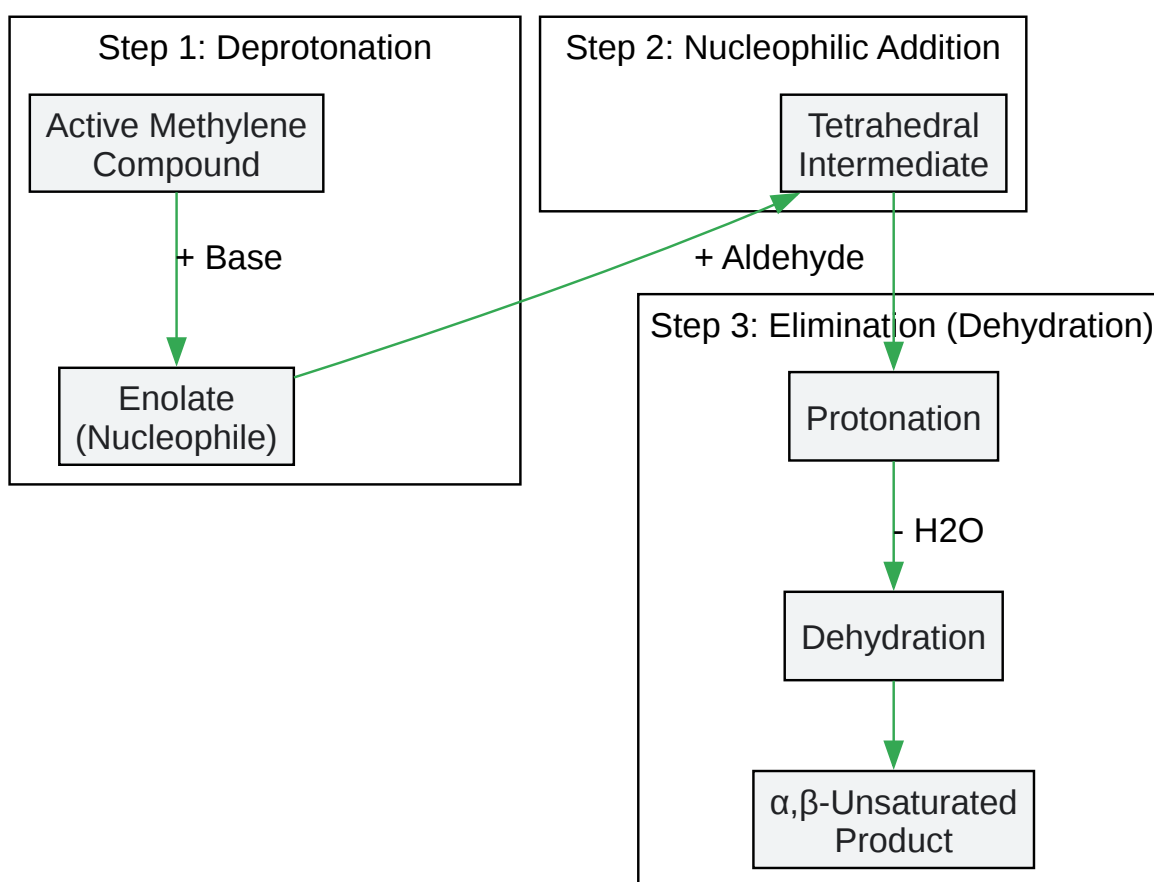 Step 1: Deprotonation
Active Methylene
Compound
+ Base
Enolate
(Nucleophile)
Step 2: Nucleophilic Addition
Tetrahedral
Intermediate
+ Aldehyde
Step 3: Elimination (Dehydration)
Protonation
- H2O
Dehydration
α,β-Unsaturated
Product